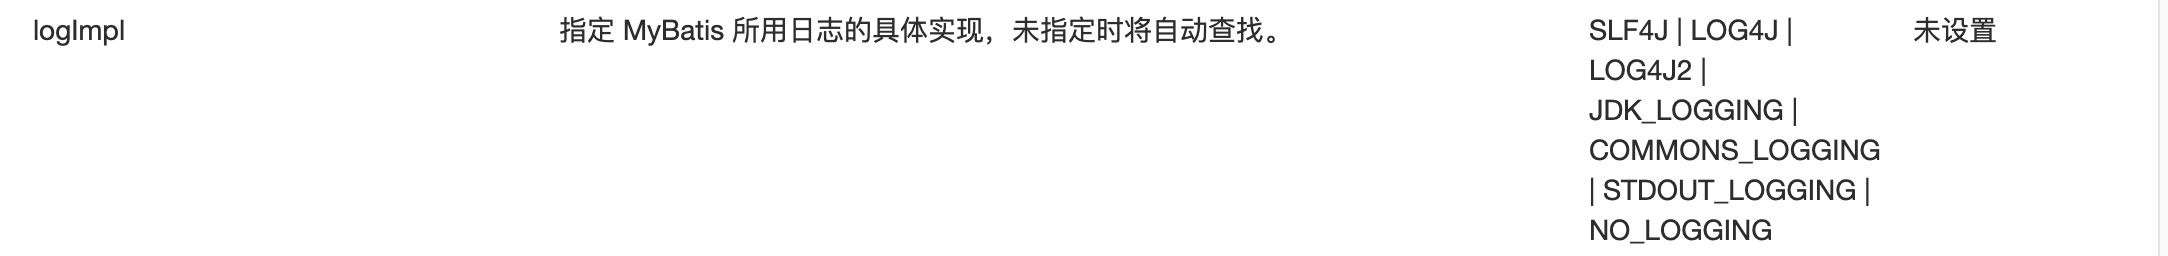 logImpl 指定 MyBatis 所用日志的具体实现，未指定时将自动查找。 SLF4J | LOG4J | 未设置
LOG4J2 |
JDK_LOGGING |
COMMONS_LOGGING
| STDOUT_LOGGING |
NO_LOGGING